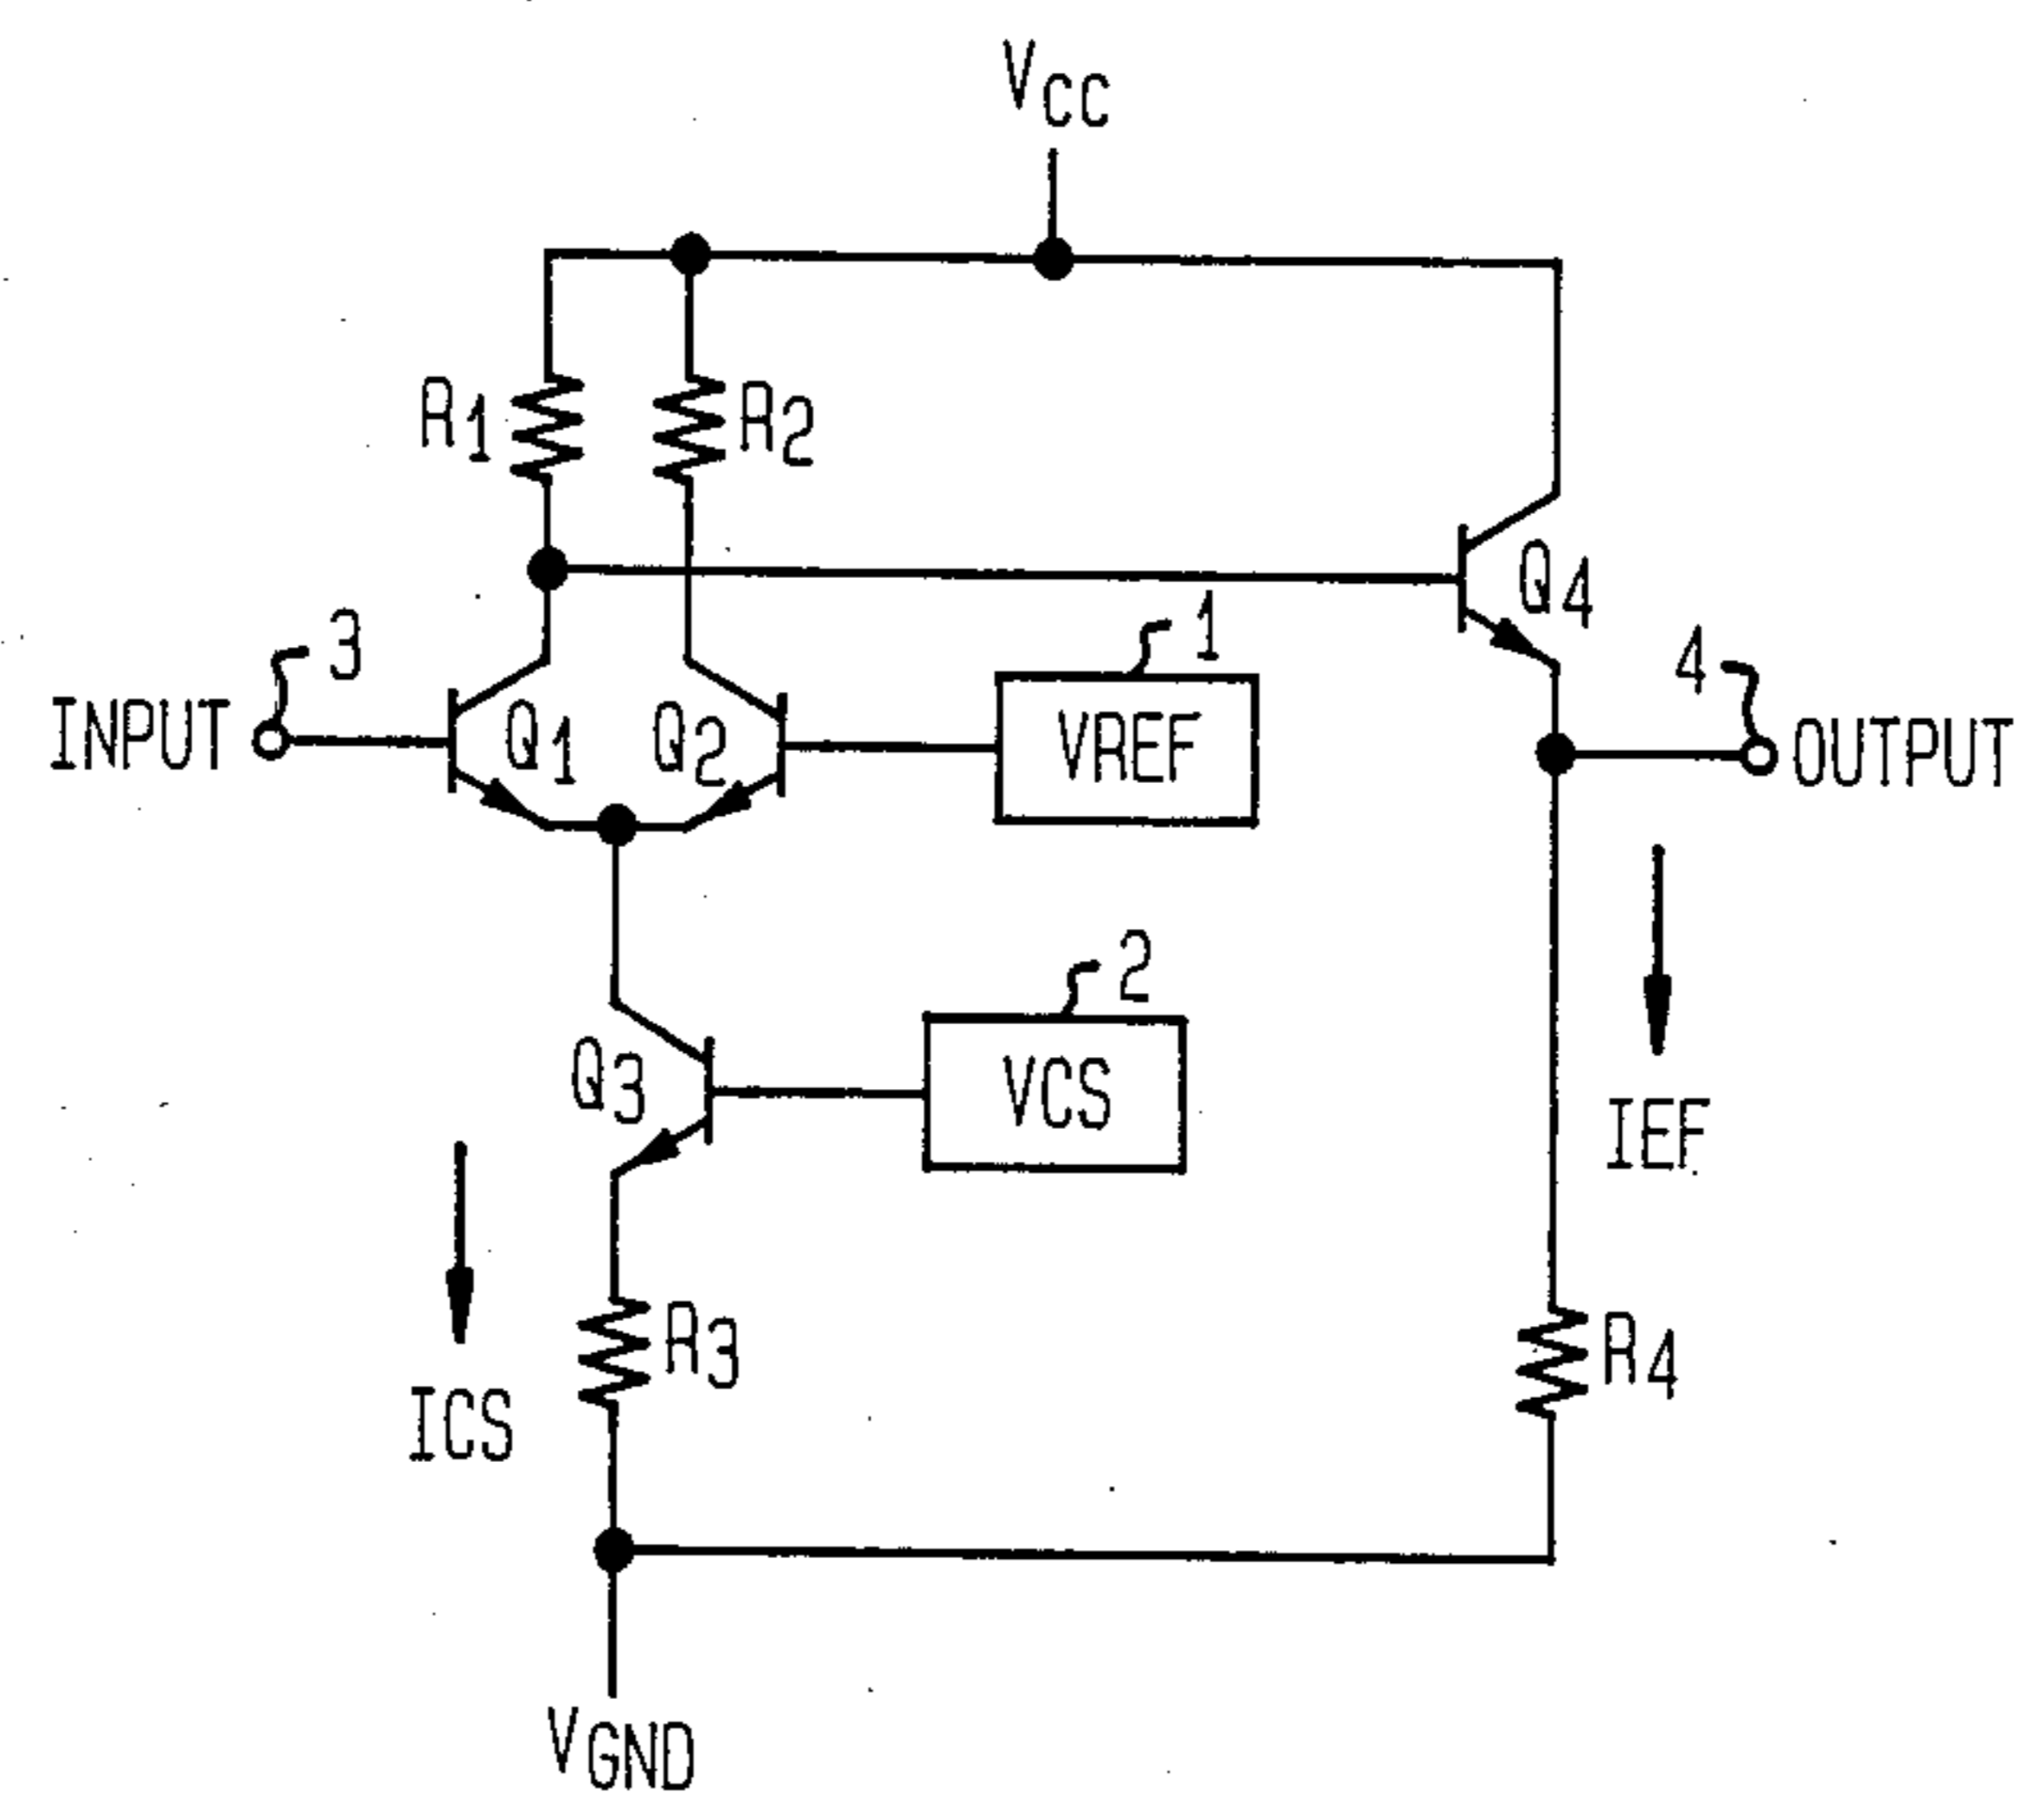 VCC
R1
R2
Q4
3
1
4
INPUT
Q1
Q2
VREF
OUTPUT
2
Q3
VCS
IEF
R3
R4
ICS
VGND